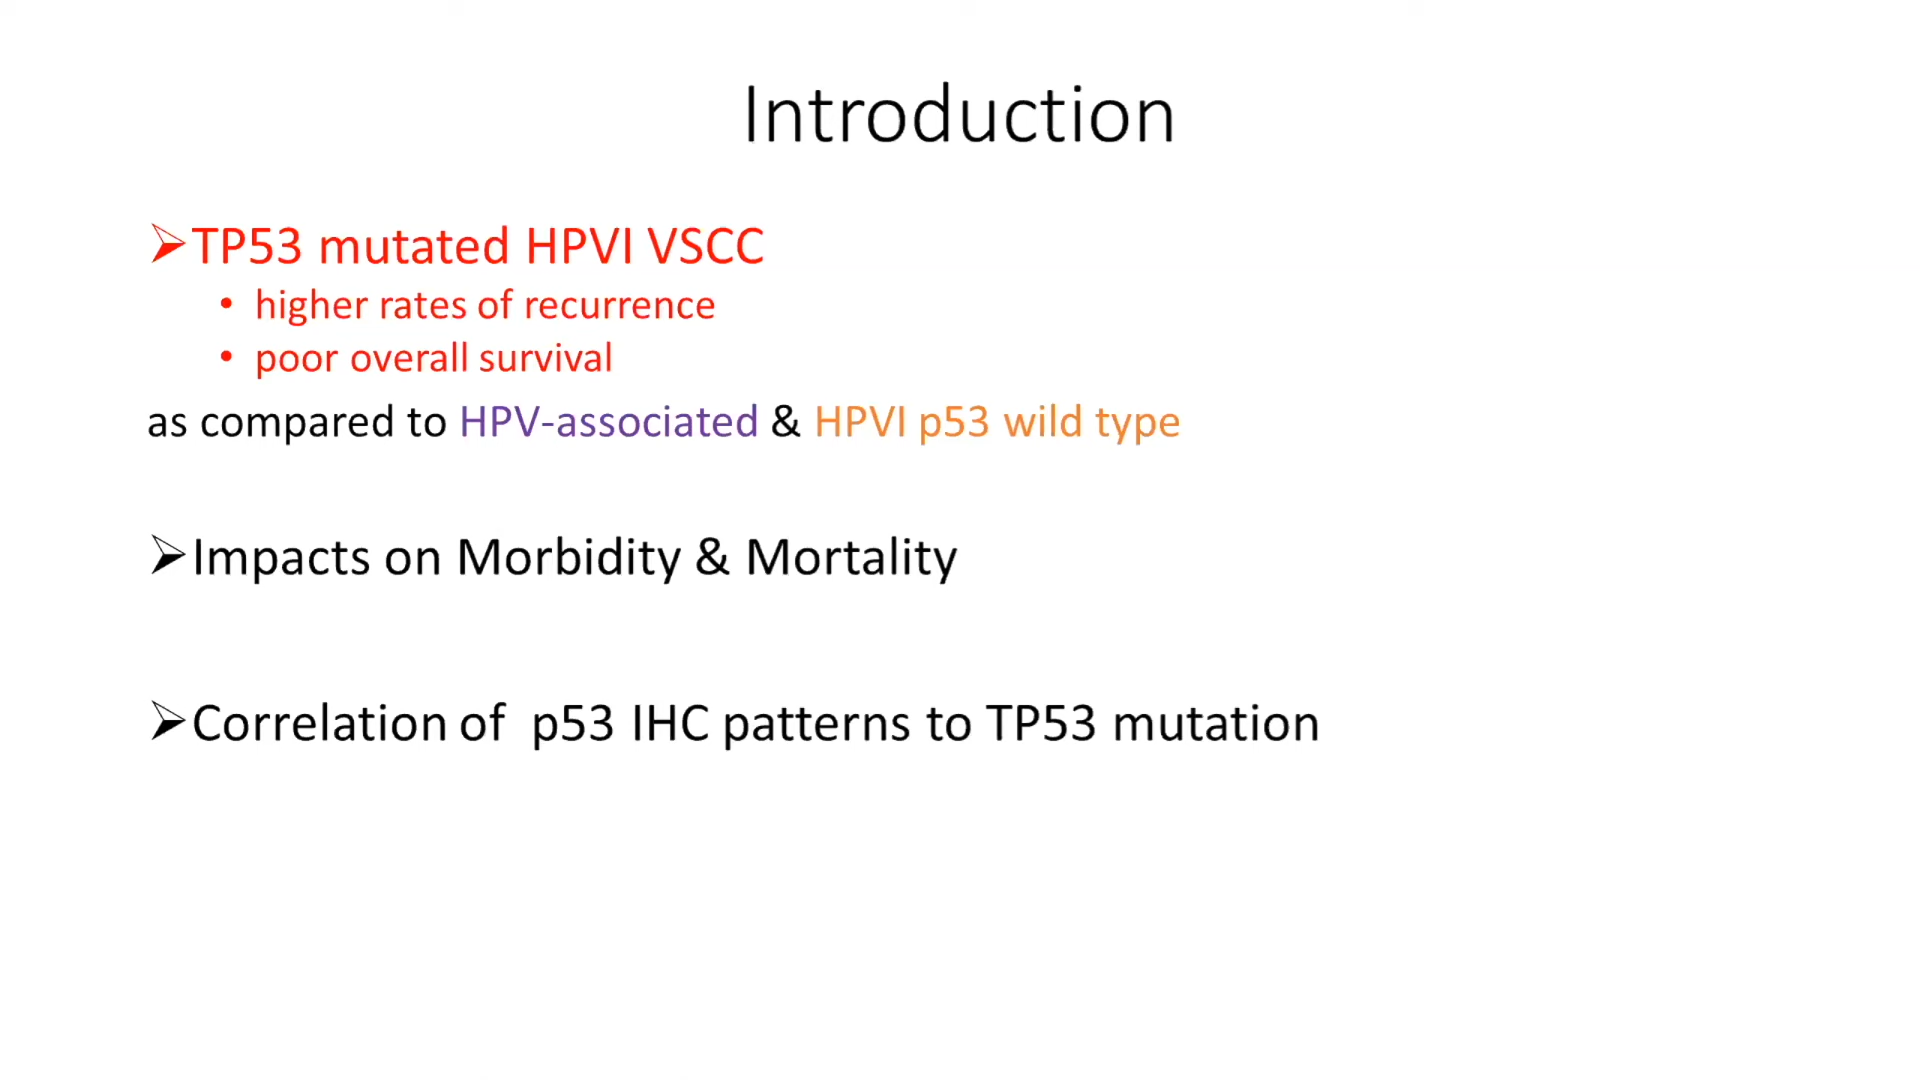 Introduction
➢TP53 mutated HPVI VSCC
• higher rates of recurrence
• poor overall survival
as compared to HPV-associated & HPVI p53 wild type
➢Impacts on Morbidity & Mortality
➢Correlation of p53 IHC patterns to TP53 mutation